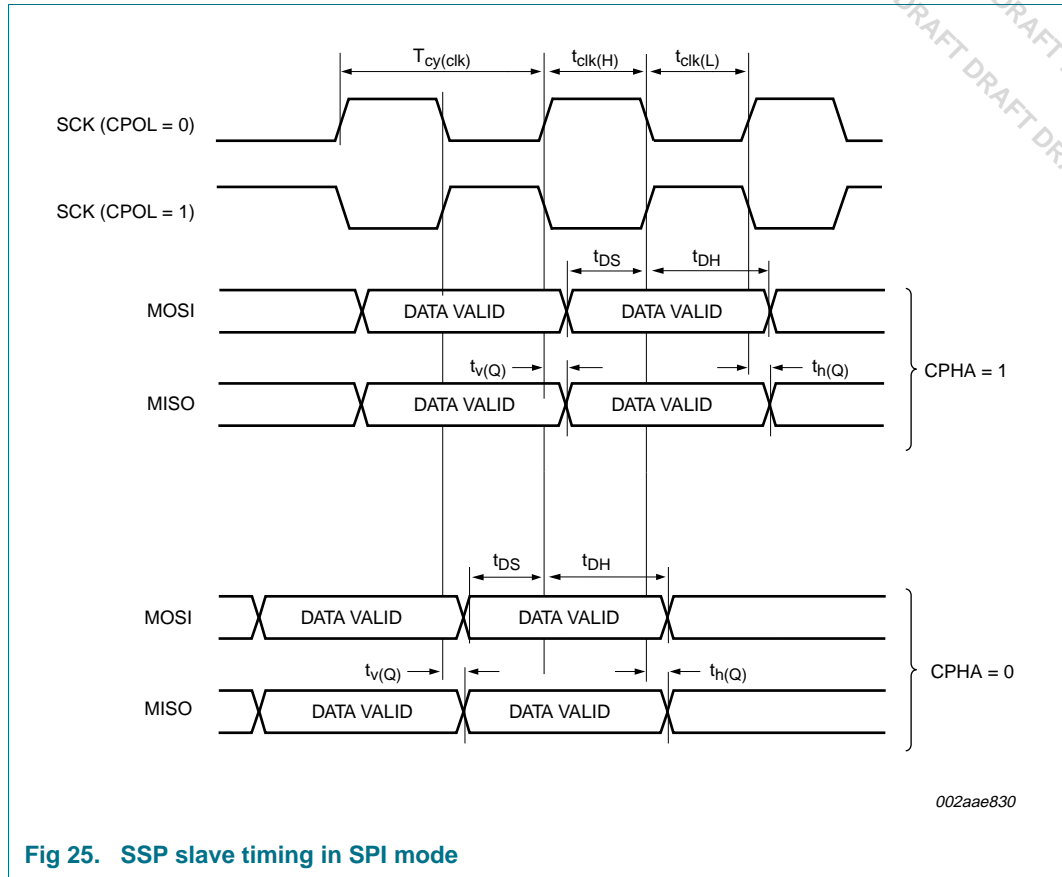 DRAFT DRAFT DRA
DRAFT DRAFT
T_cy(clk) t_clk(H) t_clk(L)
SCK (CPOL = 0)
SCK (CPOL = 1)
t_DS t_DH
MOSI DATA VALID DATA VALID
t_v(Q) t_h(Q)
CPHA = 1
MISO DATA VALID DATA VALID
t_DS t_DH
MOSI DATA VALID DATA VALID
t_v(Q) t_h(Q)
CPHA = 0
MISO DATA VALID DATA VALID
002aae830
Fig 25. SSP slave timing in SPI mode